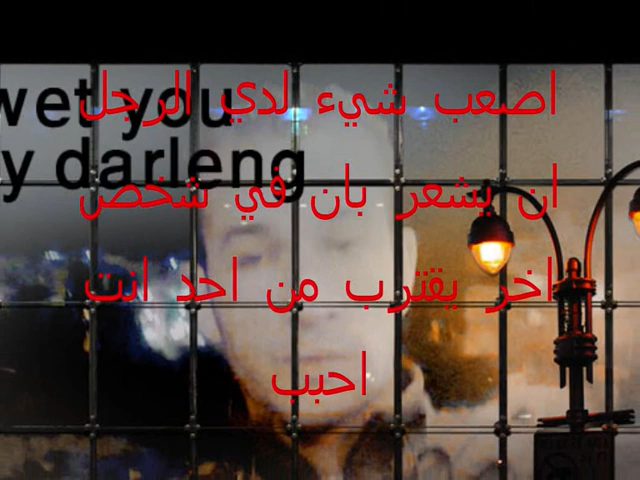 wet you
y darleng
اصعب شيء لدي الرجل
ان يشعر بان في شخص
اخر يقترب من احد انت
احبب